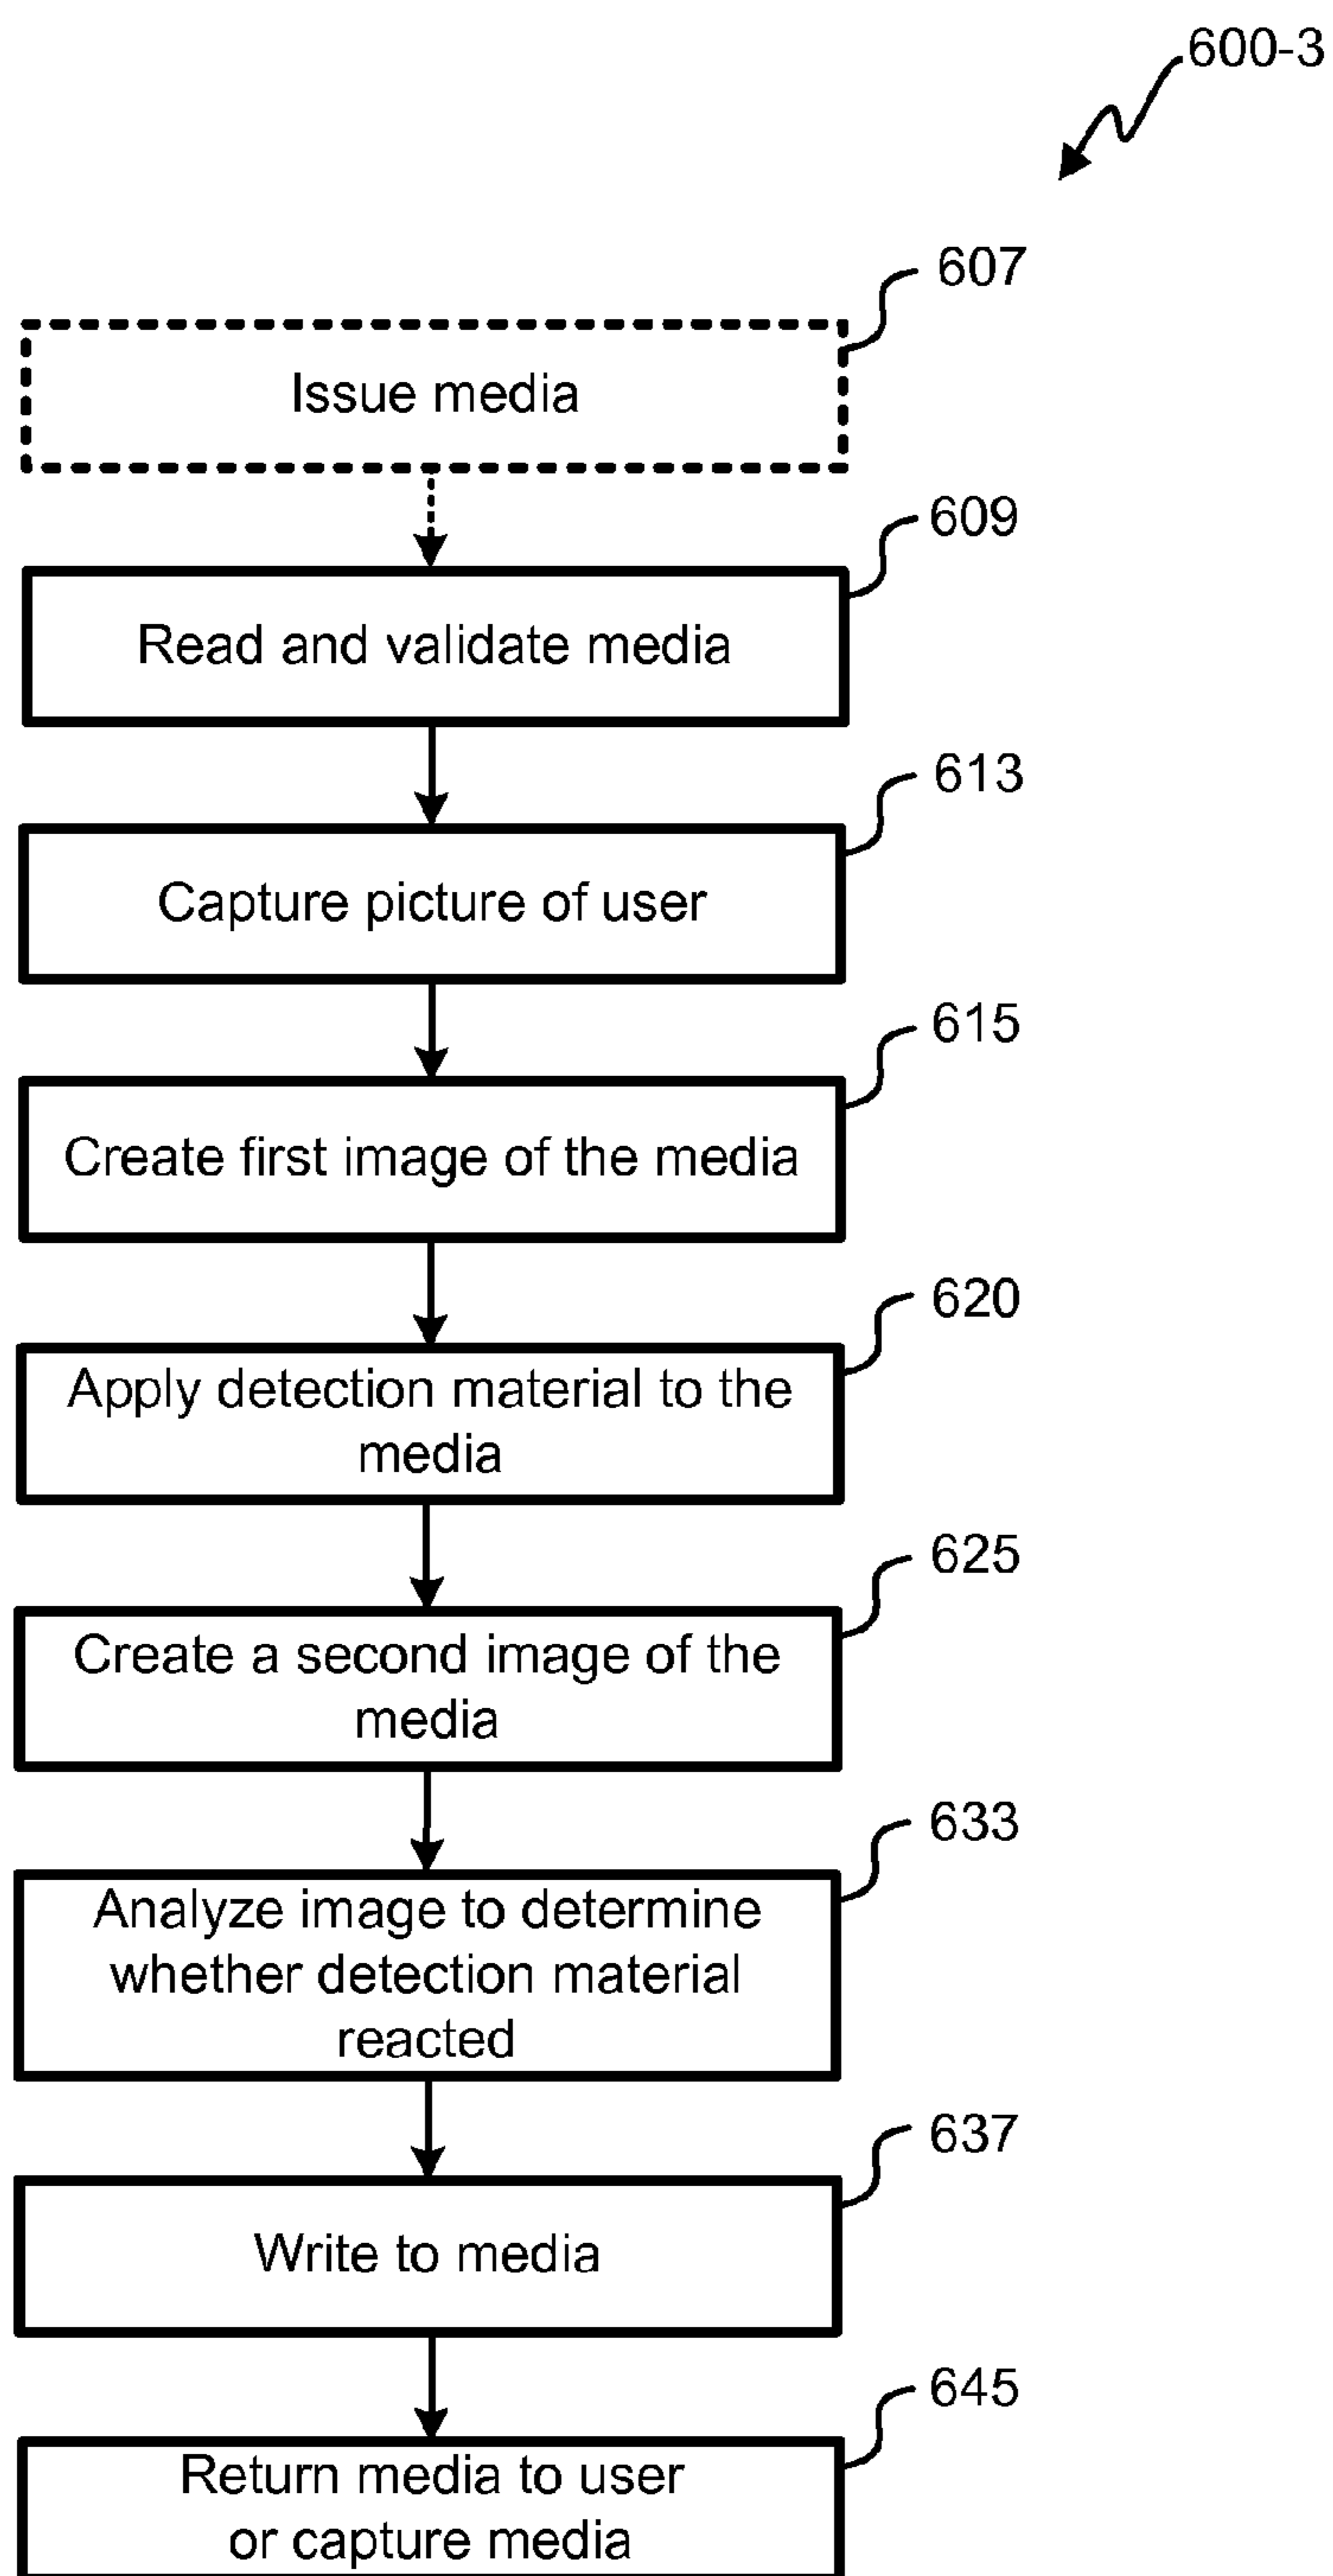 600-3
607
Issue media
609
Read and validate media
613
Capture picture of user
615
Create first image of the media
620
Apply detection material to the
media
625
Create a second image of the
media
633
Analyze image to determine
whether detection material
reacted
637
Write to media
645
Return media to user
or capture media